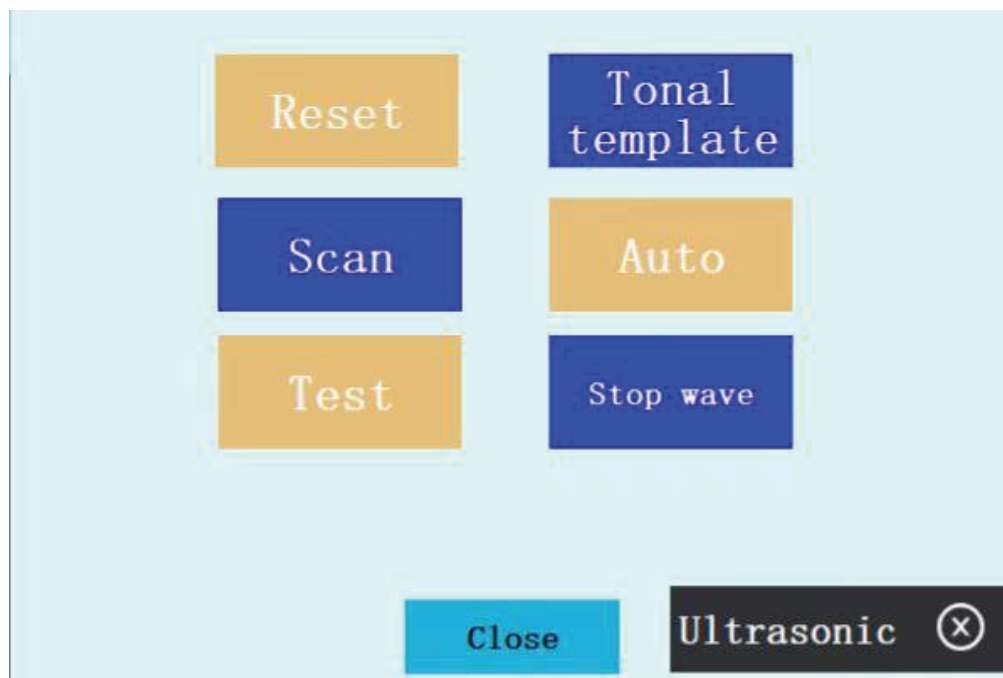 Reset
Tonal
template
Scan
Auto
Test
Stop wave
Close
Ultrasonic